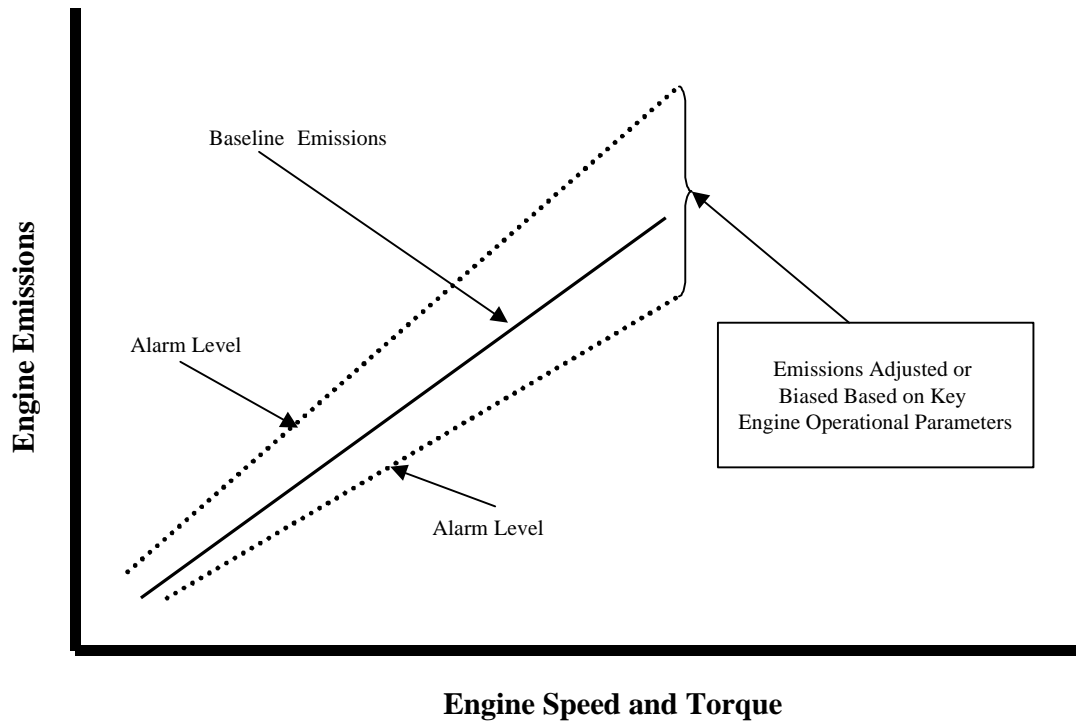 Baseline Emissions
Alarm Level
Engine Emissions
Emissions Adjusted or
Biased Based on Key
Engine Operational Parameters
Alarm Level
Engine Speed and Torque